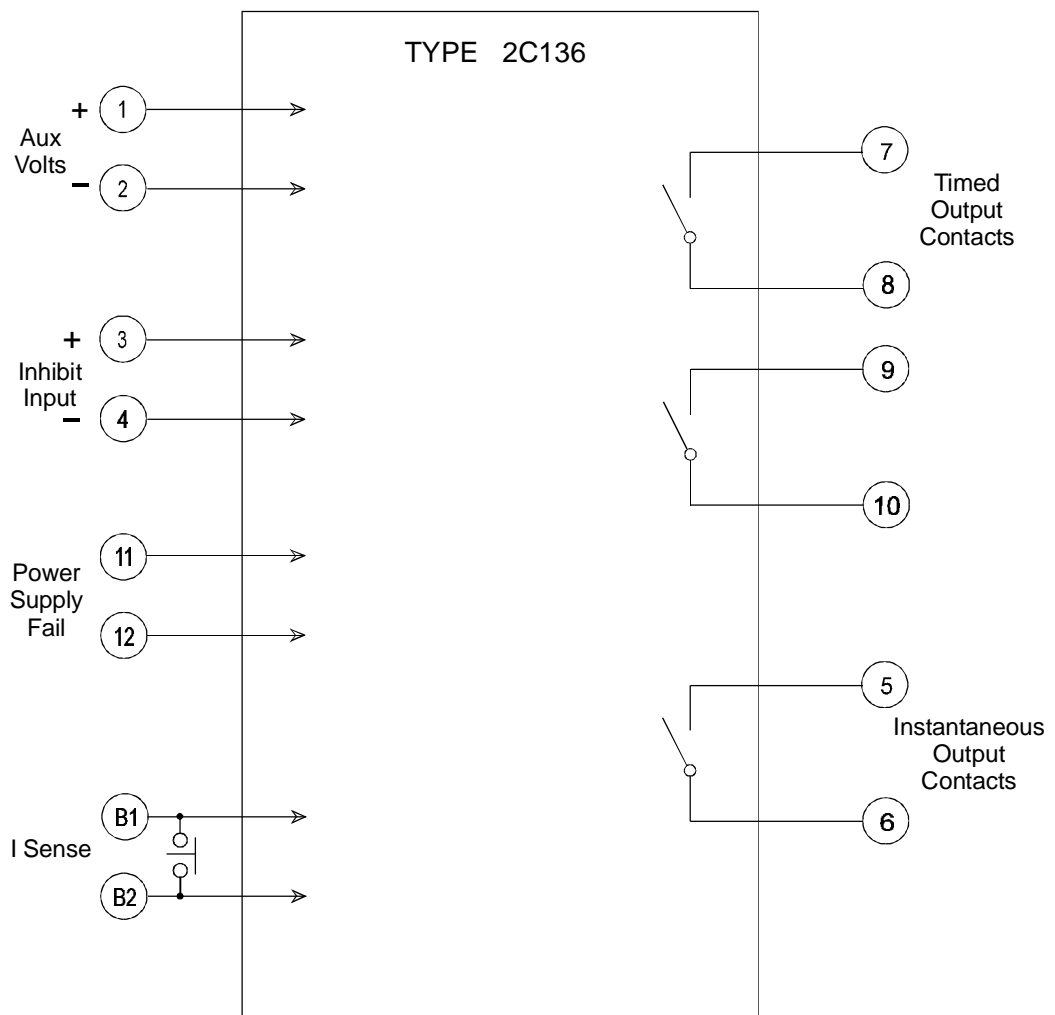 TYPE 2C136
+ 1
Aux
Volts
− 2
+ 3
Inhibit
Input
− 4
11
Power
Supply
Fail
12
B1
I Sense
B2
7
Timed
Output
Contacts
8
9
10
5
Instantaneous
Output
Contacts
6